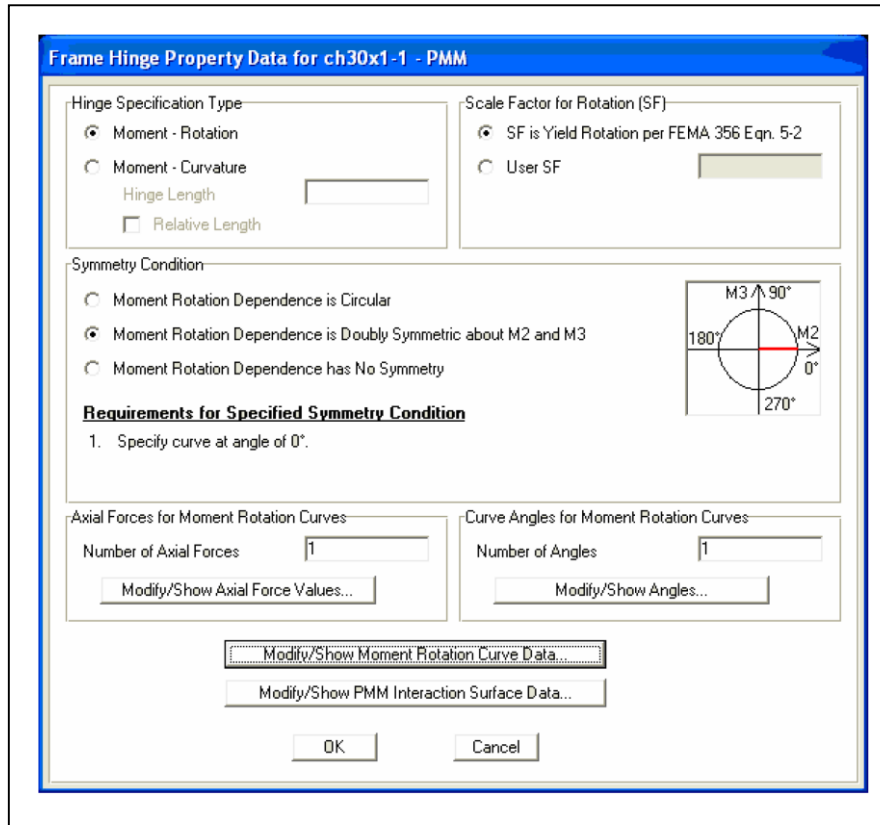 Frame Hinge Property Data for ch30x1-1 - PMM
Hinge Specification Type
Moment - Rotation
Moment - Curvature
Hinge Length
Relative Length
Scale Factor for Rotation (SF)
SF is Yield Rotation per FEMA 356 Eqn. 5-2
User SF
Symmetry Condition
Moment Rotation Dependence is Circular
Moment Rotation Dependence is Doubly Symmetric about M2 and M3
Moment Rotation Dependence has No Symmetry
Requirements for Specified Symmetry Condition
1. Specify curve at angle of 0°.
M3 90°
180° M2
0°
270°
Axial Forces for Moment Rotation Curves
Number of Axial Forces 1
Modify/Show Axial Force Values...
Curve Angles for Moment Rotation Curves
Number of Angles 1
Modify/Show Angles...
Modify/Show Moment Rotation Curve Data...
Modify/Show PMM Interaction Surface Data...
OK Cancel